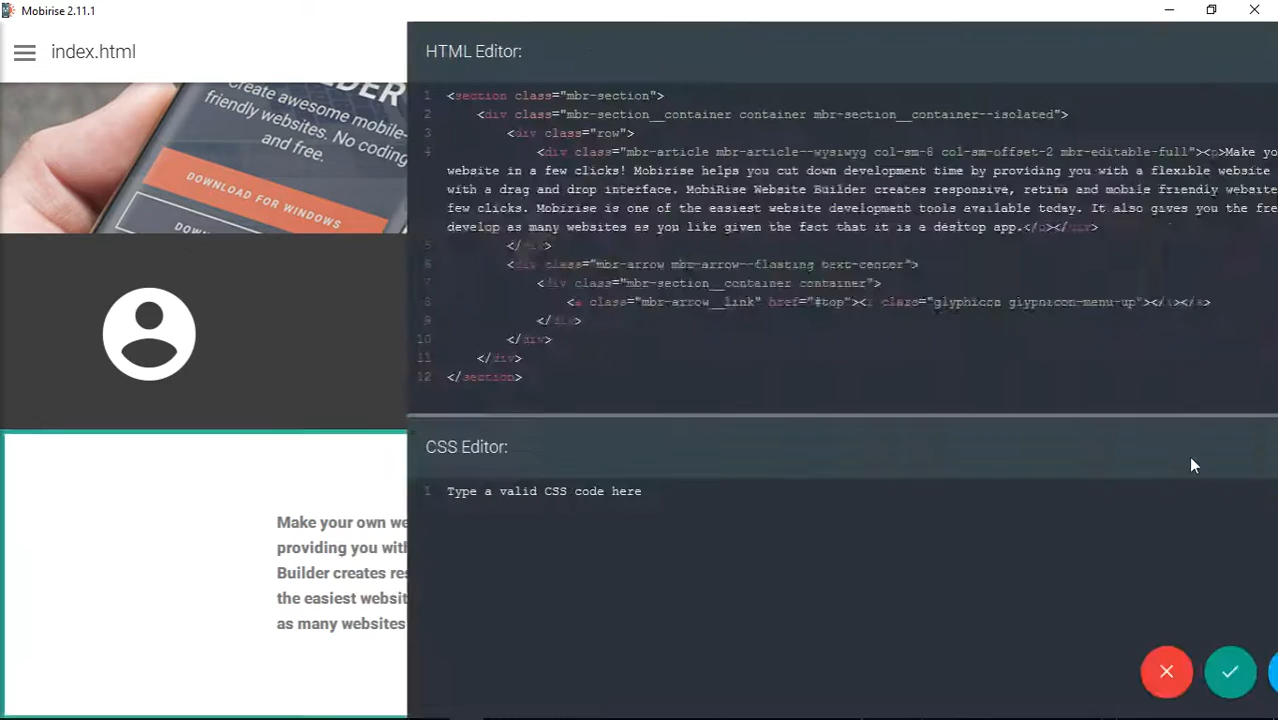 Mobirise 2.11.1
index.html
Create awesome mobile-
friendly websites. No coding
and free.
DOWNLOAD FOR WINDOWS
Make your own we
providing you with
Builder creates res
the easiest websit
as many websites
HTML Editor:
1 <section class="mbr-section">
2 <div class="mbr-section__container container mbr-section__container--isolated">
3 <div class="row">
4 <div class="mbr-article mbr-article--wysiwyg col-sm-8 col-sm-offset-2 mbr-editable-full"><p>Make yo
website in a few clicks! Mobirise helps you cut down development time by providing you with a flexible website
with a drag and drop interface. MobiRise Website Builder creates responsive, retina and mobile friendly website
few clicks. Mobirise is one of the easiest website development tools available today. It also gives you the fre
develop as many websites as you like given the fact that it is a desktop app.</p></div>
5 </div>
6 <div class="mbr-arrow mbr-arrow--floating text-center">
7 <div class="mbr-section__container container">
8 <a class="mbr-arrow__link" href="#top"><i class="glyphicon glyphicon-menu-up"></i></a>
9 </div>
10 </div>
11 </div>
12 </section>
CSS Editor:
1 Type a valid CSS code here